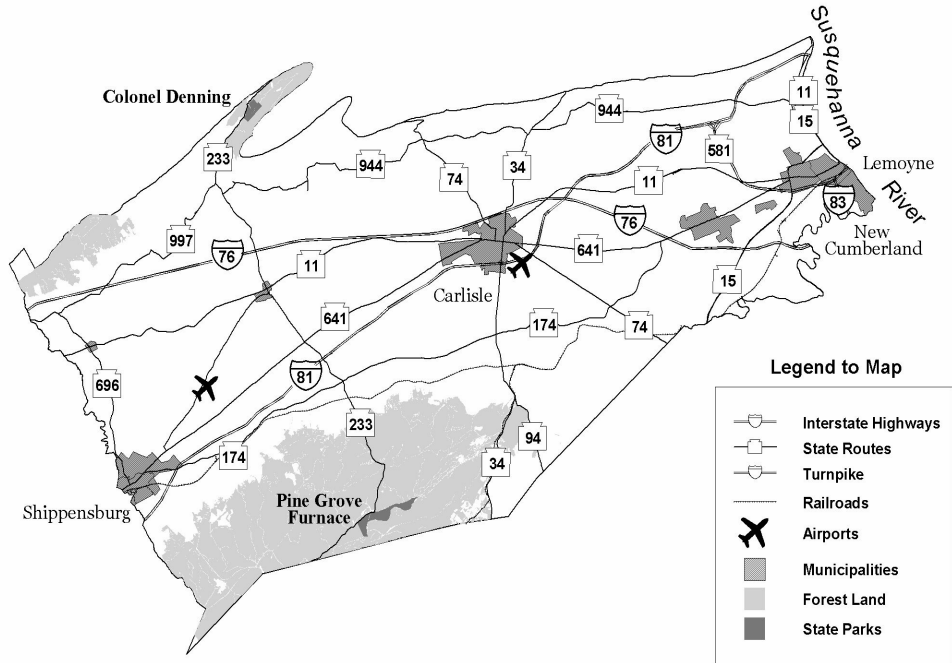 Susquehanna
River
Colonel Denning
11
15
944
81
581
Lemoyne
233
944
74
34
11
83
New
Cumberland
997
76
76
641
11
Carlisle
15
641
174
74
696
81
233
94
174
34
Shippensburg
Pine Grove
Furnace
Legend to Map
Interstate Highways
State Routes
Turnpike
Railroads
Airports
Municipalities
Forest Land
State Parks